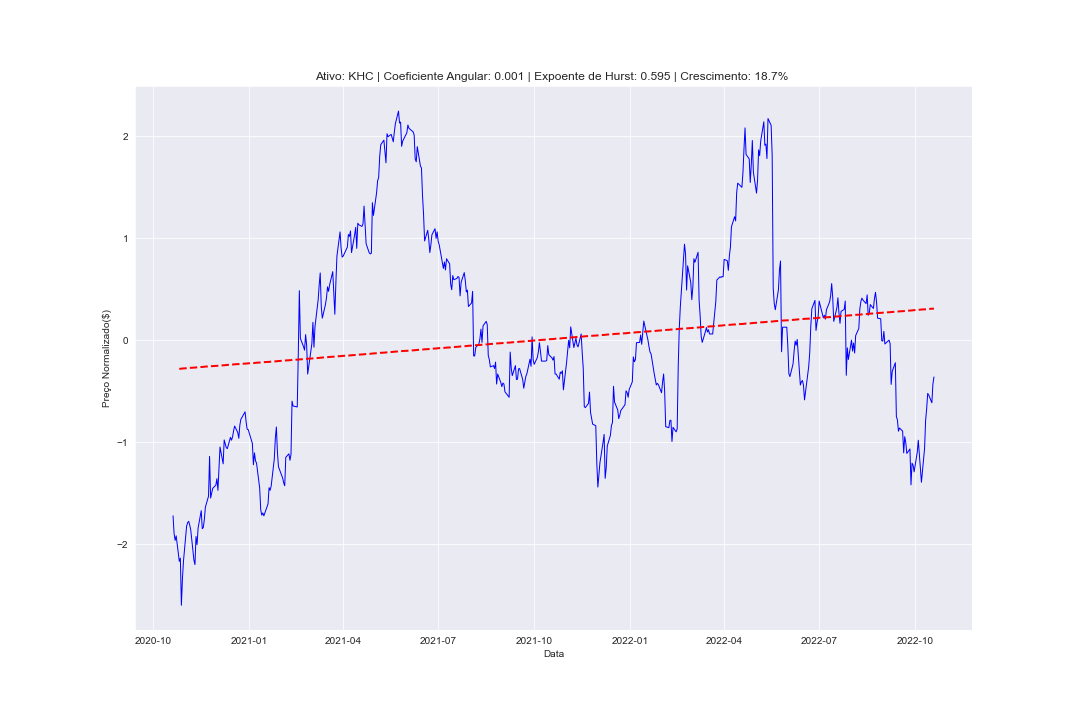 Ativo: KHC | Coeficiente Angular: 0.001 | Expoente de Hurst: 0.595 | Crescimento: 18.7%
2
1
0
−1
−2
Preço Normalizado($)
2020-10 2021-01 2021-04 2021-07 2021-10 2022-01 2022-04 2022-07 2022-10
Data